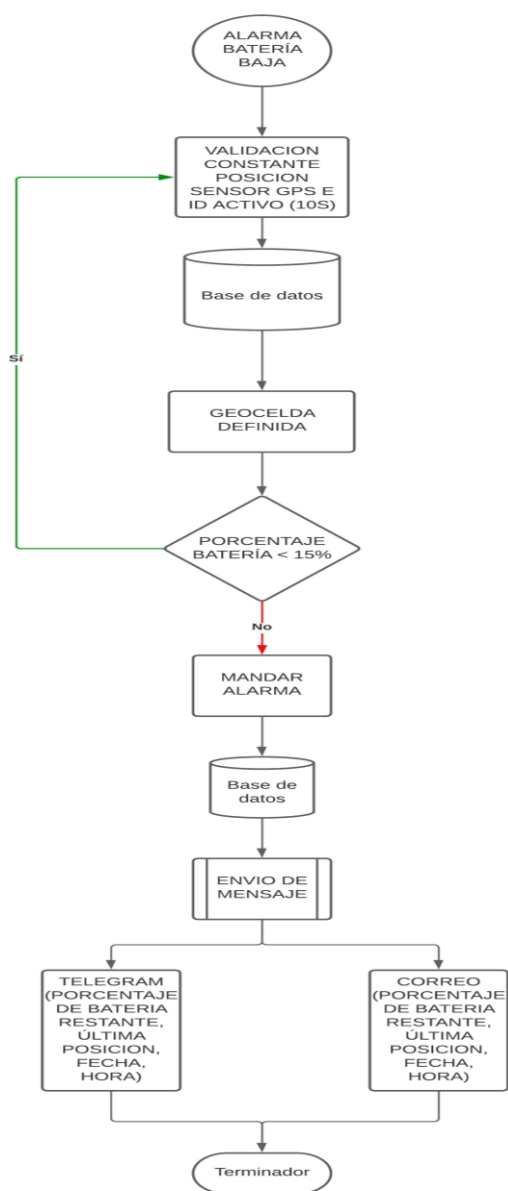 ALARMA
BATERÍA
BAJA
VALIDACION
CONSTANTE
POSICION
SENSOR GPS E
ID ACTIVO (10S)
Base de datos
GEOCELDA
DEFINIDA
Sí
PORCENTAJE
BATERÍA < 15%
No
MANDAR
ALARMA
Base de
datos
ENVIO DE
MENSAJE
TELEGRAM
(PORCENTAJE
DE BATERIA
RESTANTE,
ÚLTIMA
POSICION,
FECHA,
HORA)
CORREO
(PORCENTAJE
DE BATERIA
RESTANTE,
ÚLTIMA
POSICION,
FECHA,
HORA)
Terminador